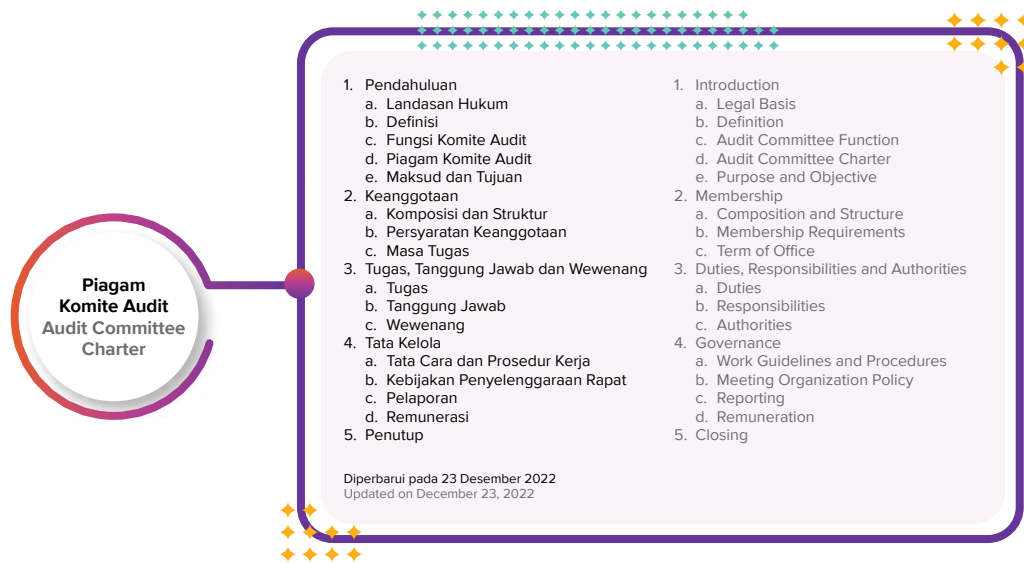 Piagam
Komite Audit
Audit Committee
Charter
1. Pendahuluan
a. Landasan Hukum
b. Definisi
c. Fungsi Komite Audit
d. Piagam Komite Audit
e. Maksud dan Tujuan
2. Keanggotaan
a. Komposisi dan Struktur
b. Persyaratan Keanggotaan
c. Masa Tugas
3. Tugas, Tanggung Jawab dan Wewenang
a. Tugas
b. Tanggung Jawab
c. Wewenang
4. Tata Kelola
a. Tata Cara dan Prosedur Kerja
b. Kebijakan Penyelenggaraan Rapat
c. Pelaporan
d. Remunerasi
5. Penutup
Diperbarui pada 23 Desember 2022
Updated on December 23, 2022
1. Introduction
a. Legal Basis
b. Definition
c. Audit Committee Function
d. Audit Committee Charter
e. Purpose and Objective
2. Membership
a. Composition and Structure
b. Membership Requirements
c. Term of Office
3. Duties, Responsibilities and Authorities
a. Duties
b. Responsibilities
c. Authorities
4. Governance
a. Work Guidelines and Procedures
b. Meeting Organization Policy
c. Reporting
d. Remuneration
5. Closing